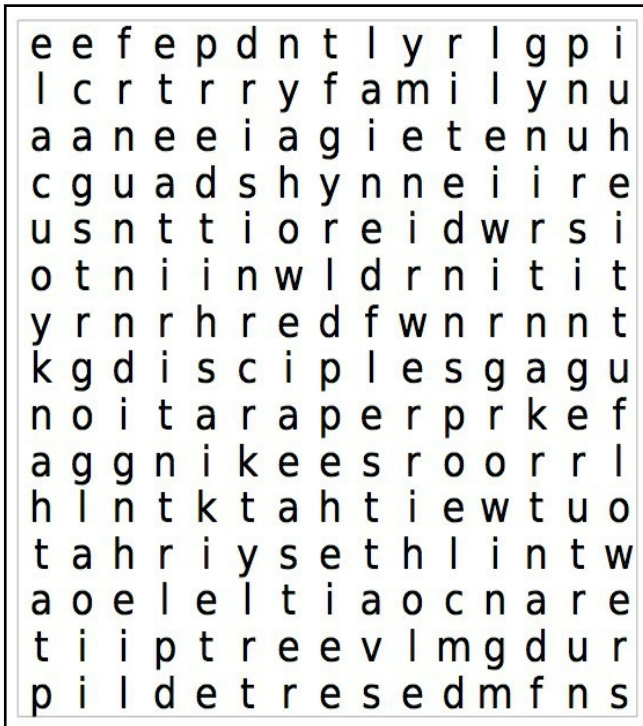 e e f e p d n t l y r l g p i
l c r t r r y f a m i l y n u
a a n e e i a g i e t e n u h
c g u a d s h y n n e i i r e
u s n t t i o r e i d w r s i
o t n i i n w l d r n i t i t
y r n r h r e d f w n r n n t
k g d i s c i p l e s g a g u
n o i t a r a p e r p r k e f
a g g n i k e e s r o o r r l
h l n t k t a h t i e w t u o
t a h r i y s e t h l i n t w
a o e l e l t i a o c n a r e
t i i p t r e e v l m g d u r
p i l d e t r e s e d m f n s